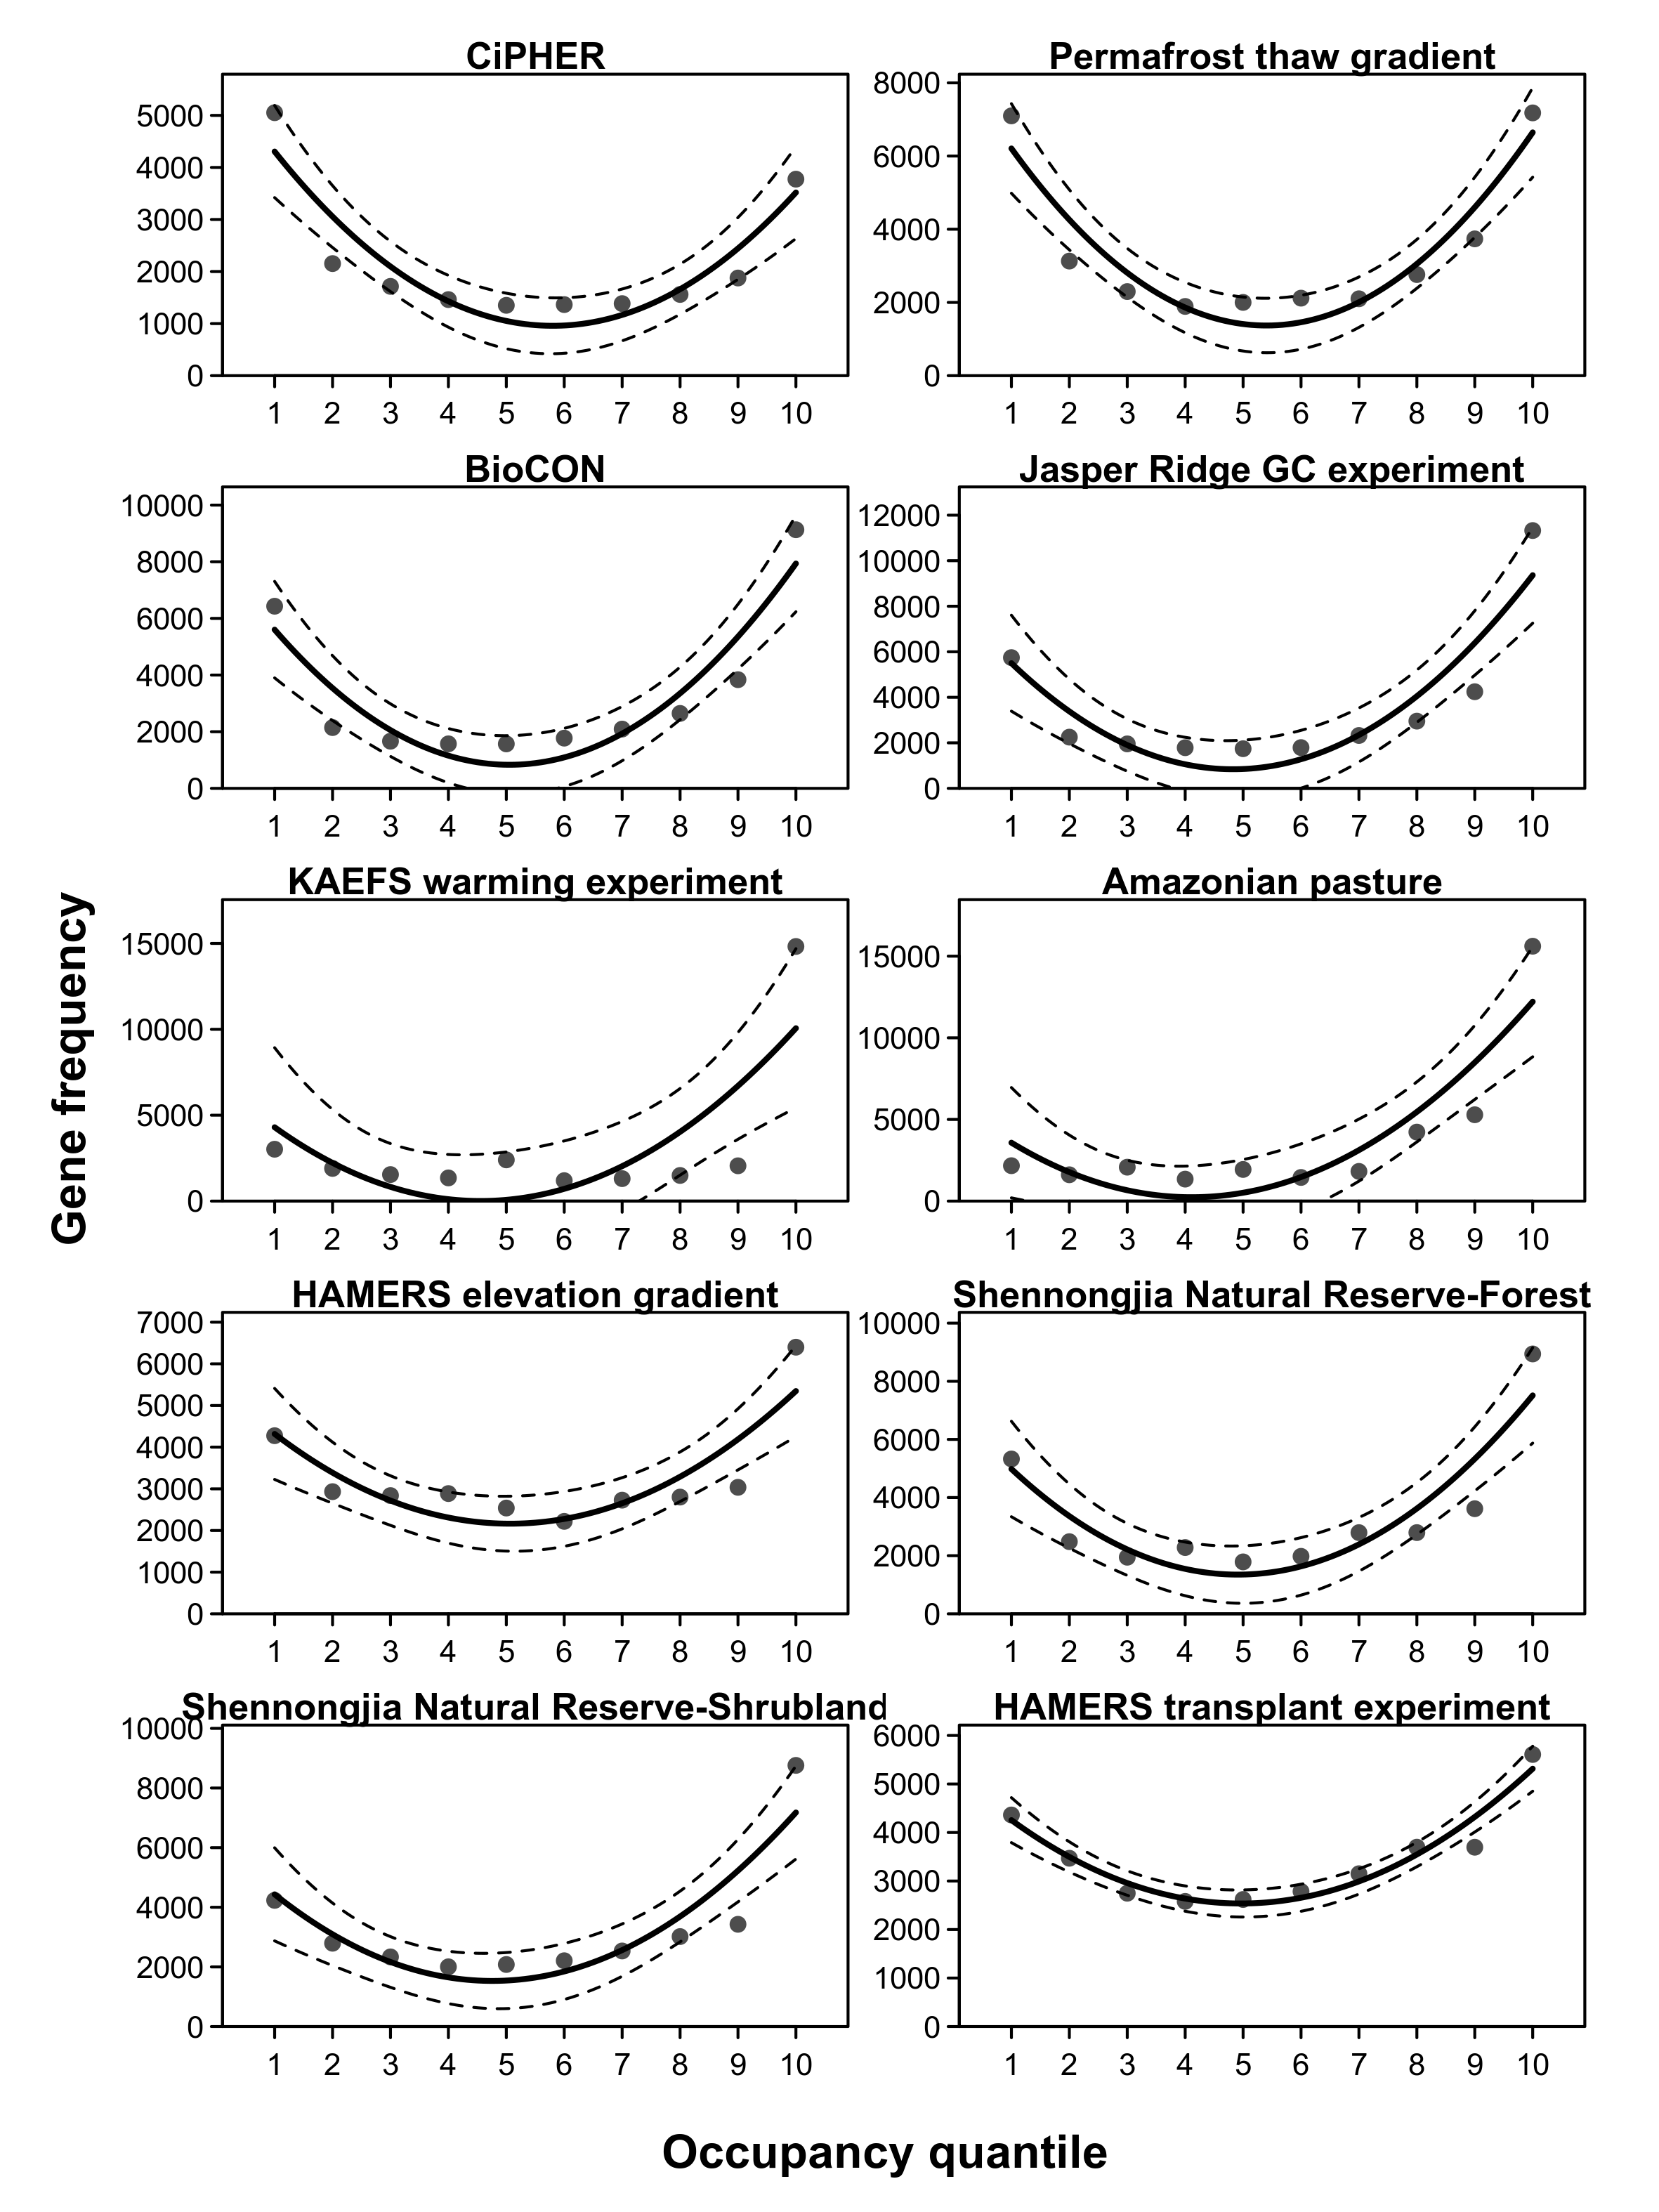 CiPHER
5000
4000
3000
2000
1000
0
1 2 3 4 5 6 7 8 9 10
Permafrost thaw gradient
8000
6000
4000
2000
0
1 2 3 4 5 6 7 8 9 10
BioCON
10000
8000
6000
4000
2000
0
1 2 3 4 5 6 7 8 9 10
Jasper Ridge GC experiment
12000
10000
8000
6000
4000
2000
0
1 2 3 4 5 6 7 8 9 10
KAEFS warming experiment
15000
10000
5000
0
1 2 3 4 5 6 7 8 9 10
Amazonian pasture
15000
10000
5000
0
1 2 3 4 5 6 7 8 9 10
HAMERS elevation gradient
7000
6000
5000
4000
3000
2000
1000
0
1 2 3 4 5 6 7 8 9 10
Shennongjia Natural Reserve-Forest
10000
8000
6000
4000
2000
0
1 2 3 4 5 6 7 8 9 10
Shennongjia Natural Reserve-Shrubland
10000
8000
6000
4000
2000
0
1 2 3 4 5 6 7 8 9 10
HAMERS transplant experiment
6000
5000
4000
3000
2000
1000
0
1 2 3 4 5 6 7 8 9 10
Gene frequency
Occupancy quantile